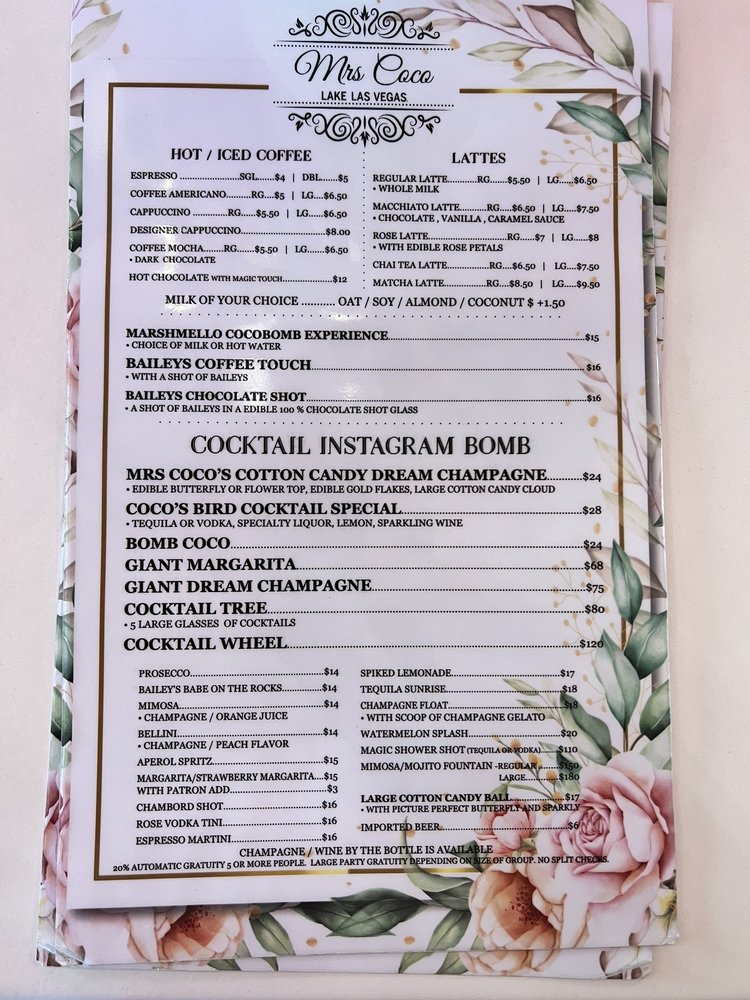 Mrs Coco
LAKE LAS VEGAS
HOT / ICED COFFEE
ESPRESSO ..................SGL.......$4 | DBL.....$5
COFFEE AMERICANO........RG....$5 | LG....$6.50
CAPPUCCINO .............RG.....$5.50 | LG....$6.50
DESIGNER CAPPUCCINO............................$8.00
COFFEE MOCHA........RG......$5.50 | LG....$6.50
• DARK CHOCOLATE
HOT CHOCOLATE WITH MAGIC TOUCH......................$12
LATTES
REGULAR LATTE..........RG......$5.50 | LG.....$6.50
• WHOLE MILK
MACCHIATO LATTE.........RG.....$6.50 | LG....$7.50
• CHOCOLATE , VANILLA , CARAMEL SAUCE
ROSE LATTE...........................RG......$7 | LG.....$8
• WITH EDIBLE ROSE PETALS
CHAI TEA LATTE..............RG....$6.50 | LG....$7.50
MATCHA LATTE...............RG....$8.50 | LG....$9.50
MILK OF YOUR CHOICE .......... OAT / SOY / ALMOND / COCONUT $ +1.50
MARSHMELLO COCOBOMB EXPERIENCE..................................................$15
• CHOICE OF MILK OR HOT WATER
BAILEYS COFFEE TOUCH......................................................................$16
• WITH A SHOT OF BAILEYS
BAILEYS CHOCOLATE SHOT......................................................................$16
• A SHOT OF BAILEYS IN A EDIBLE 100 % CHOCOLATE SHOT GLASS
COCKTAIL INSTAGRAM BOMB
MRS COCO'S COTTON CANDY DREAM CHAMPAGNE..........$24
• EDIBLE BUTTERFLY OR FLOWER TOP, EDIBLE GOLD FLAKES, LARGE COTTON CANDY CLOUD
COCO'S BIRD COCKTAIL SPECIAL..................................................$28
• TEQUILA OR VODKA, SPECIALTY LIQUOR, LEMON, SPARKLING WINE
BOMB COCO..........................................................................................$24
GIANT MARGARITA..........................................................................$68
GIANT DREAM CHAMPAGNE..........................................................$75
COCKTAIL TREE..................................................................................$80
• 5 LARGE GLASSES OF COCKTAILS
COCKTAIL WHEEL..............................................................................$120
PROSECCO.............................................$14
BAILEY'S BABE ON THE ROCKS..............$14
MIMOSA................................................$14
• CHAMPAGNE / ORANGE JUICE
BELLINI................................................$14
• CHAMPAGNE / PEACH FLAVOR
APEROL SPRITZ.....................................$15
MARGARITA/STRAWBERRY MARGARITA....$15
WITH PATRON ADD.................................$3
CHAMBORD SHOT..................................$16
ROSE VODKA TINI..................................$16
ESPRESSO MARTINI...............................$16
SPIKED LEMONADE...............................$17
TEQUILA SUNRISE.................................$18
CHAMPAGNE FLOAT...............................$18
• WITH SCOOP OF CHAMPAGNE GELATO
WATERMELON SPLASH..........................$20
MAGIC SHOWER SHOT (TEQUILA OR VODKA)......$110
MIMOSA/MOJITO FOUNTAIN -REGULAR .......$150
LARGE..........$180
LARGE COTTON CANDY BALL..................$17
• WITH PICTURE PERFECT BUTTERFLY AND SPARKLY
IMPORTED BEER.....................................$6
CHAMPAGNE / WINE BY THE BOTTLE IS AVAILABLE
20% AUTOMATIC GRATUITY 5 OR MORE PEOPLE. LARGE PARTY GRATUITY DEPENDING ON SIZE OF GROUP. NO SPLIT CHECKS.